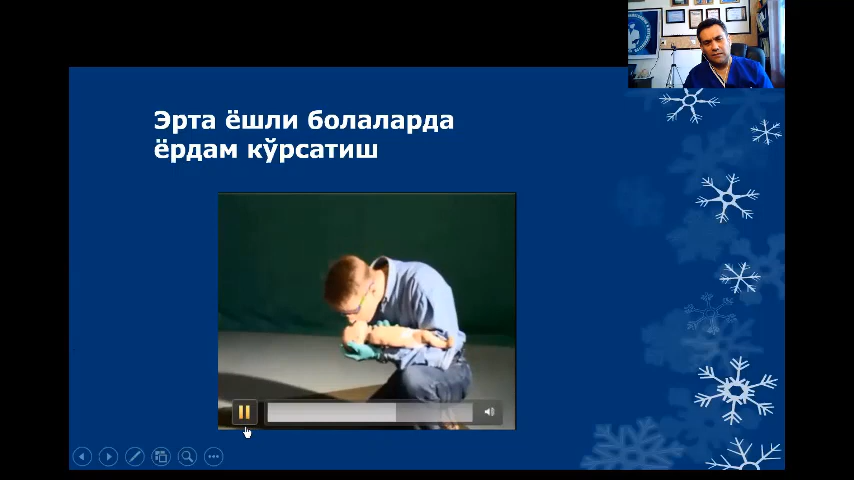 Эрта ёшли болаларда
ёрдам кўрсатиш